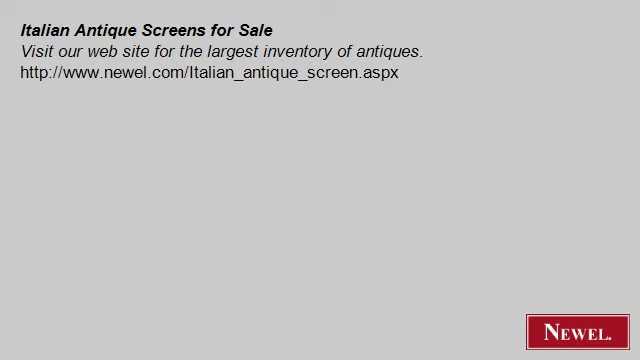 Italian Antique Screens for Sale
Visit our web site for the largest inventory of antiques.
http://www.newel.com/Italian_antique_screen.aspx
NEWEL.